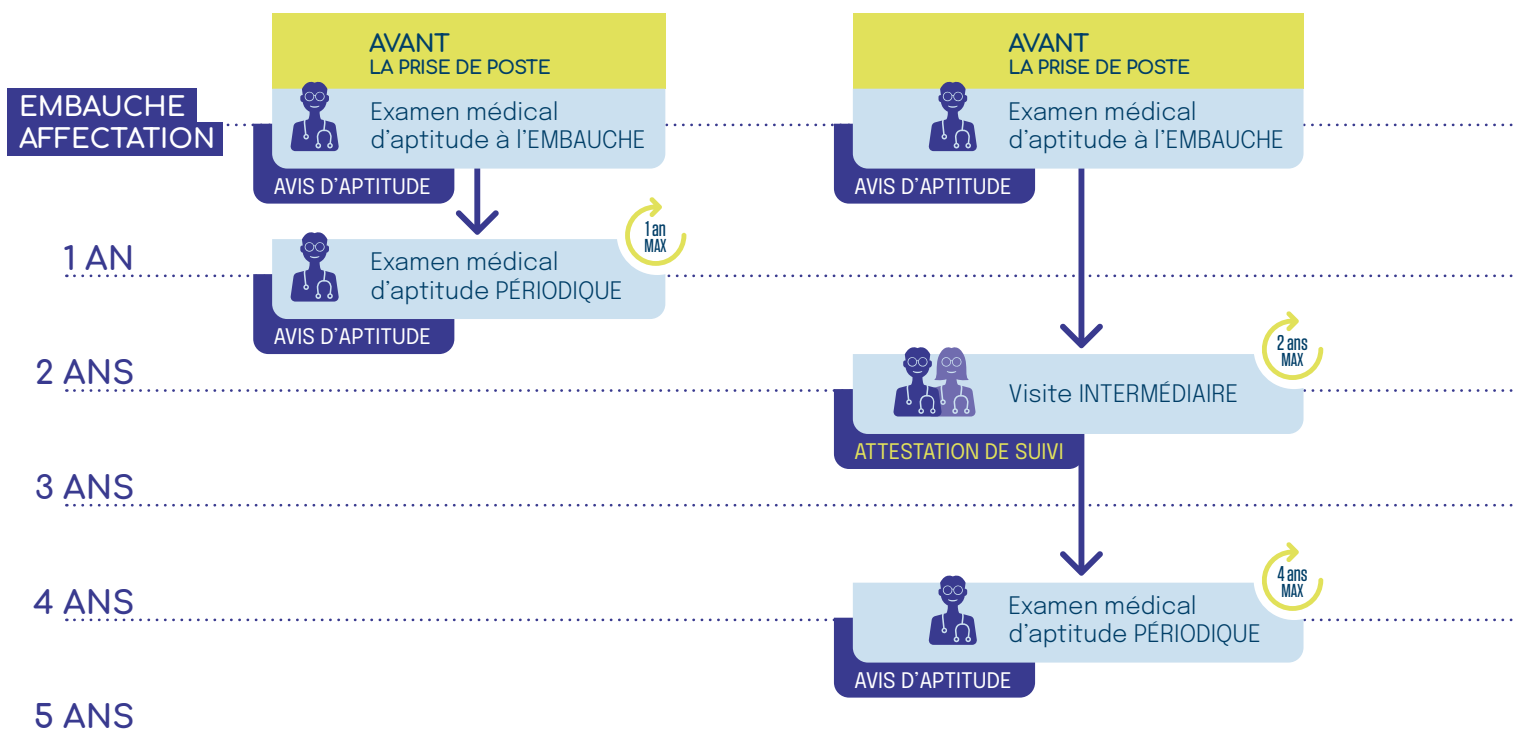 AVANT
LA PRISE DE POSTE
AVANT
LA PRISE DE POSTE
EMBAUCHE
AFFECTATION
Examen médical
d'aptitude à l'EMBAUCHE
AVIS D'APTITUDE
Examen médical
d'aptitude à l'EMBAUCHE
AVIS D'APTITUDE
1 AN
Examen médical
d'aptitude PÉRIODIQUE
1 an
MAX
AVIS D'APTITUDE
2 ANS
Visite INTERMÉDIAIRE
2 ans
MAX
ATTESTATION DE SUIVI
3 ANS
4 ANS
Examen médical
d'aptitude PÉRIODIQUE
4 ans
MAX
AVIS D'APTITUDE
5 ANS